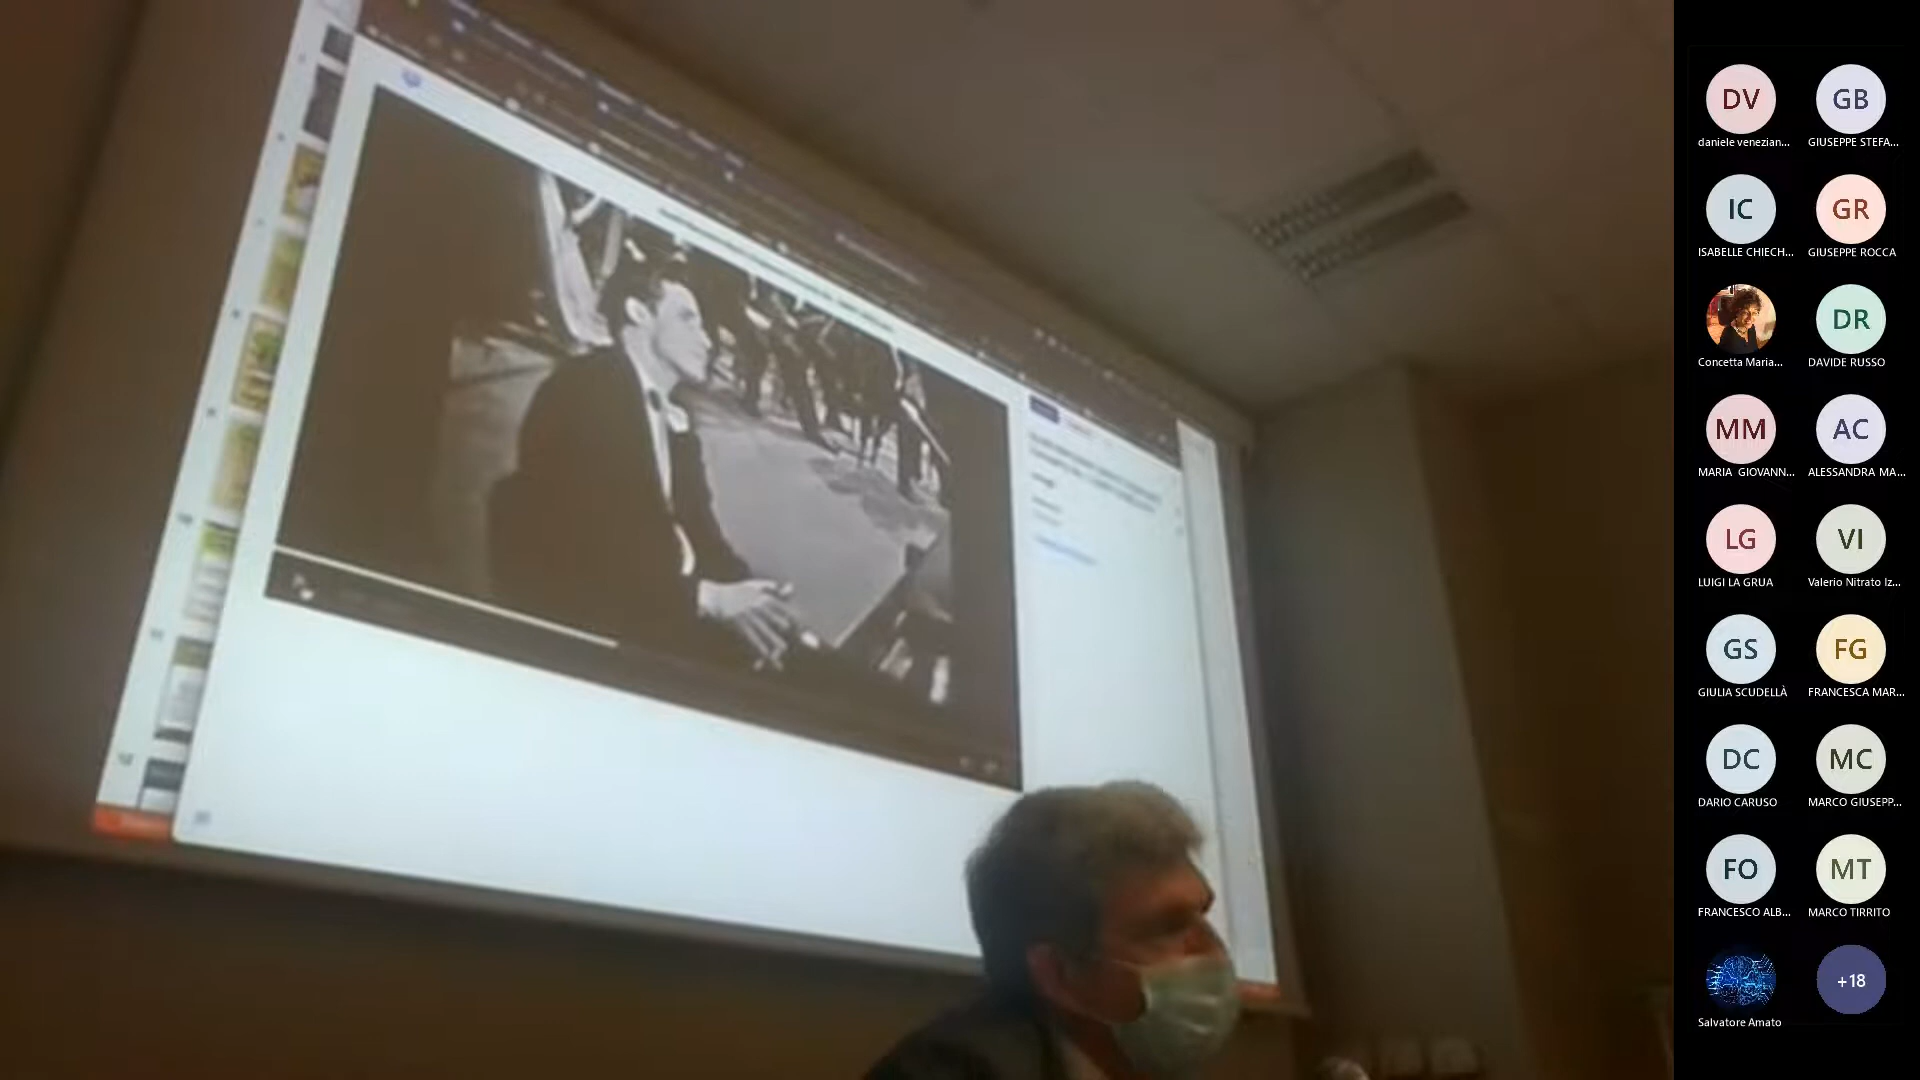 DV
GB
daniele venezian...
GIUSEPPE STEFA...
IC
GR
ISABELLE CHIECH...
GIUSEPPE ROCCA
DR
Concetta Maria...
DAVIDE RUSSO
MM
AC
MARIA GIOVANN...
ALESSANDRA MA...
LG
VI
LUIGI LA GRUA
Valerio Nitrato Iz...
GS
FG
GIULIA SCUDELLÀ
FRANCESCA MAR...
DC
MC
DARIO CARUSO
MARCO GIUSEPP...
FO
MT
FRANCESCO ALB...
MARCO TIRRITO
+18
Salvatore Amato